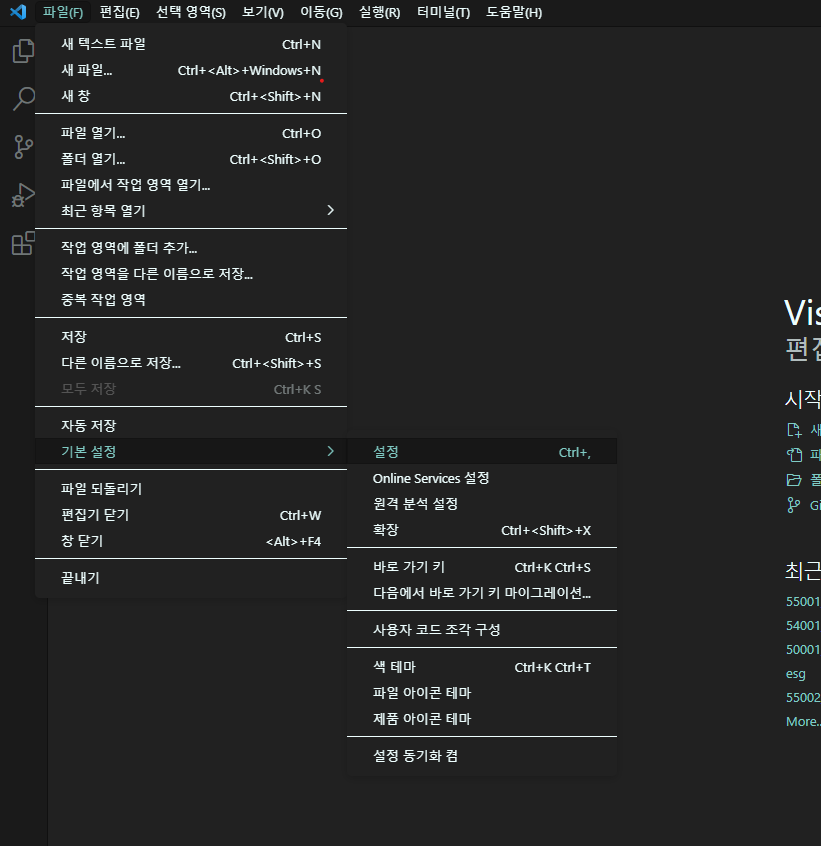 파일(F) 편집(E) 선택 영역(S) 보기(V) 이동(G) 실행(R) 터미널(T) 도움말(H)
새 텍스트 파일 Ctrl+N
새 파일... Ctrl+<Alt>+Windows+N
새 창 Ctrl+<Shift>+N
파일 열기... Ctrl+O
폴더 열기... Ctrl+<Shift>+O
파일에서 작업 영역 열기...
최근 항목 열기
작업 영역에 폴더 추가...
작업 영역을 다른 이름으로 저장...
중복 작업 영역
저장 Ctrl+S
다른 이름으로 저장... Ctrl+<Shift>+S
모두 저장 Ctrl+K S
자동 저장
기본 설정
파일 되돌리기
편집기 닫기 Ctrl+W
창 닫기 <Alt>+F4
끝내기
설정 Ctrl+,
Online Services 설정
원격 분석 설정
확장 Ctrl+<Shift>+X
바로 가기 키 Ctrl+K Ctrl+S
다음에서 바로 가기 키 마이그레이션...
사용자 코드 조각 구성
색 테마 Ctrl+K Ctrl+T
파일 아이콘 테마
제품 아이콘 테마
설정 동기화 켬
Vis
편집
시작
새
파
폴
Gi
최근
55001
54001
50001
esg
55002
More..